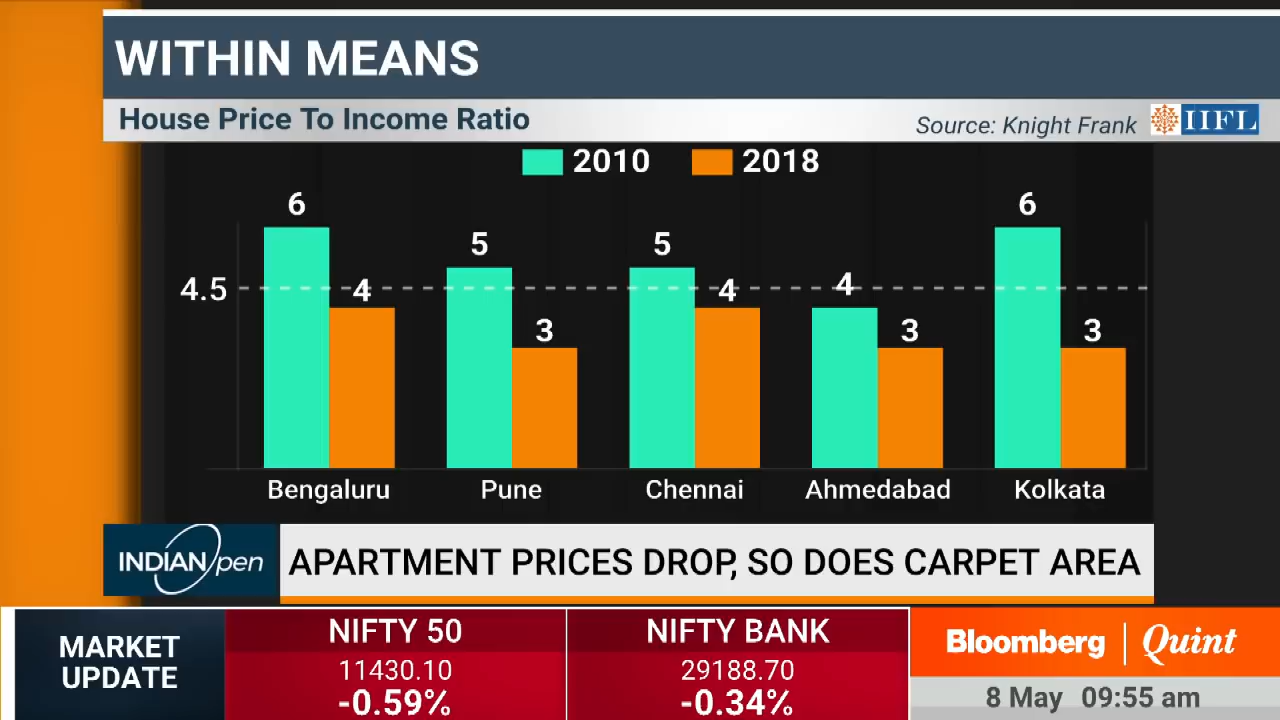 WITHIN MEANS
House Price To Income Ratio
Source: Knight Frank IIFL
2010 2018
6 4 5 3 5 4 4 3 6 3
4.5
Bengaluru Pune Chennai Ahmedabad Kolkata
INDIAN Open APARTMENT PRICES DROP, SO DOES CARPET AREA
MARKET UPDATE
NIFTY 50
11430.10
-0.59%
NIFTY BANK
29188.70
-0.34%
Bloomberg | Quint
8 May 09:55 am